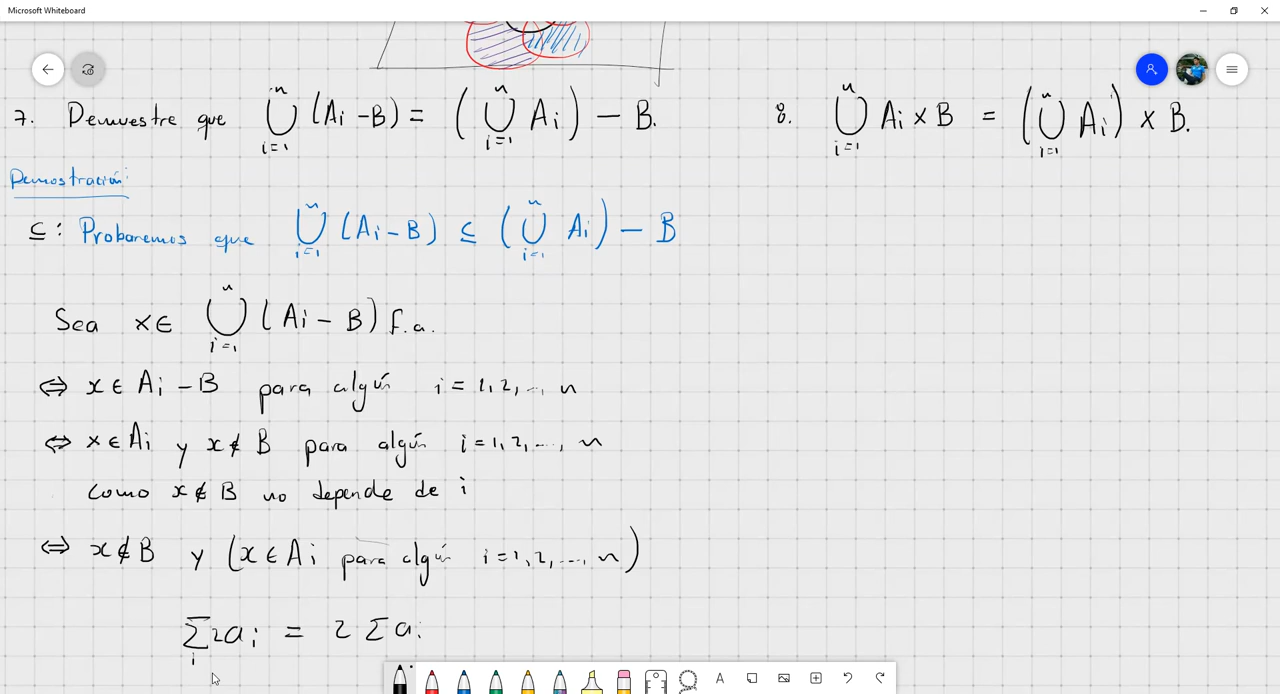 Microsoft Whiteboard
7. Demuestre que ⋃_{i=1}^{n} (Ai - B) = (⋃_{i=1}^{n} Ai) - B.
8. ⋃_{i=1}^{n} Ai × B = (⋃_{i=1}^{n} Ai) × B.
Demostración:
⊆: Probaremos que ⋃_{i=1}^{n} (Ai - B) ⊆ (⋃_{i=1}^{n} Ai) - B
Sea x ∈ ⋃_{i=1}^{n} (Ai - B) f.a.
⇔ x ∈ Ai - B para algún i = 1, 2, ..., n
⇔ x ∈ Ai y x ∉ B para algún i = 1, 2, ..., n
como x ∉ B no depende de i
⇔ x ∉ B y (x ∈ Ai para algún i = 1, 2, ..., n)
∑_{i} 2ai = 2 ∑ ai
A